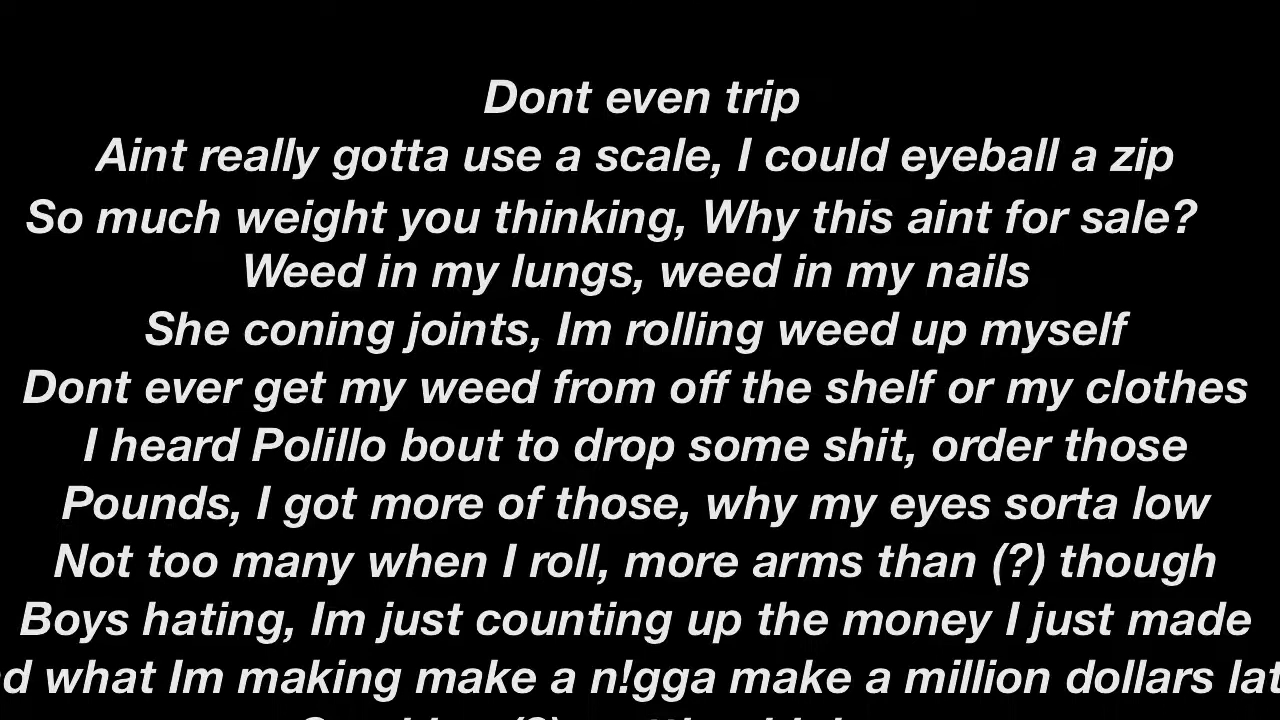 Dont even trip
Aint really gotta use a scale, I could eyeball a zip
So much weight you thinking, Why this aint for sale?
Weed in my lungs, weed in my nails
She coning joints, Im rolling weed up myself
Dont ever get my weed from off the shelf or my clothes
I heard Polillo bout to drop some shit, order those
Pounds, I got more of those, why my eyes sorta low
Not too many when I roll, more arms than (?) though
Boys hating, Im just counting up the money I just made
what Im making make a n!gga make a million dollars